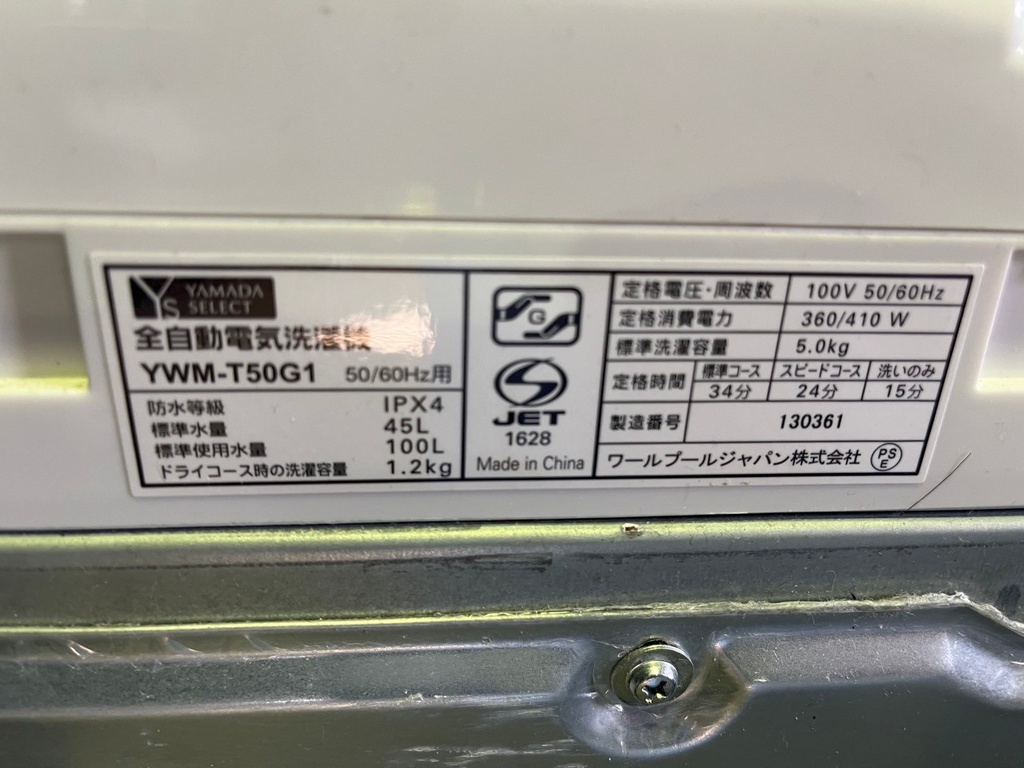 YS YAMADA
SELECT
全自動電気洗濯機
YWM-T50G1 50/60Hz用
防水等級 IPX4
標準水量 45L
標準使用水量 100L
ドライコース時の洗濯容量 1.2kg
G
S
JET
1628
Made in China
定格電圧・周波数 100V 50/60Hz
定格消費電力 360/410 W
標準洗濯容量 5.0kg
定格時間 標準コース スピードコース 洗いのみ
34分 24分 15分
製造番号 130361
ワールプールジャパン株式会社 PSE